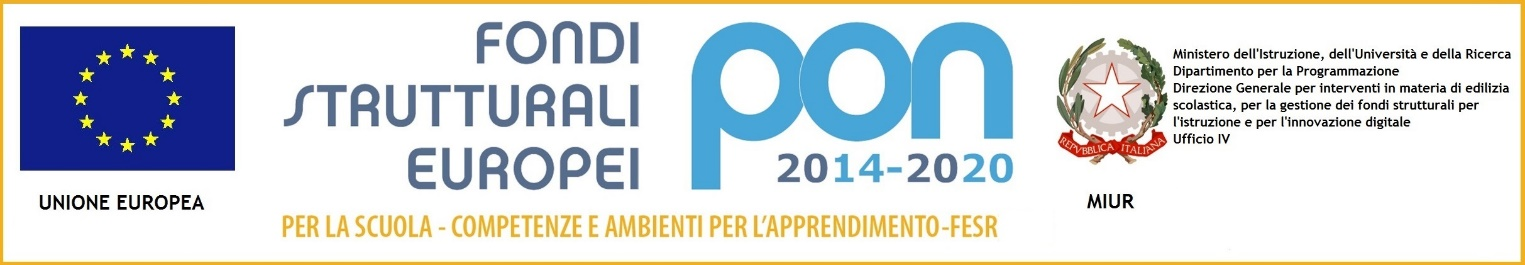 UNIONE EUROPEA
FONDI
STRUTTURALI
EUROPEI
pon
2014-2020
PER LA SCUOLA - COMPETENZE E AMBIENTI PER L'APPRENDIMENTO-FESR
REPVBBLICA ITALIANA
MIUR
Ministero dell'Istruzione, dell'Università e della Ricerca
Dipartimento per la Programmazione
Direzione Generale per interventi in materia di edilizia
scolastica, per la gestione dei fondi strutturali per
l'istruzione e per l'innovazione digitale
Ufficio IV